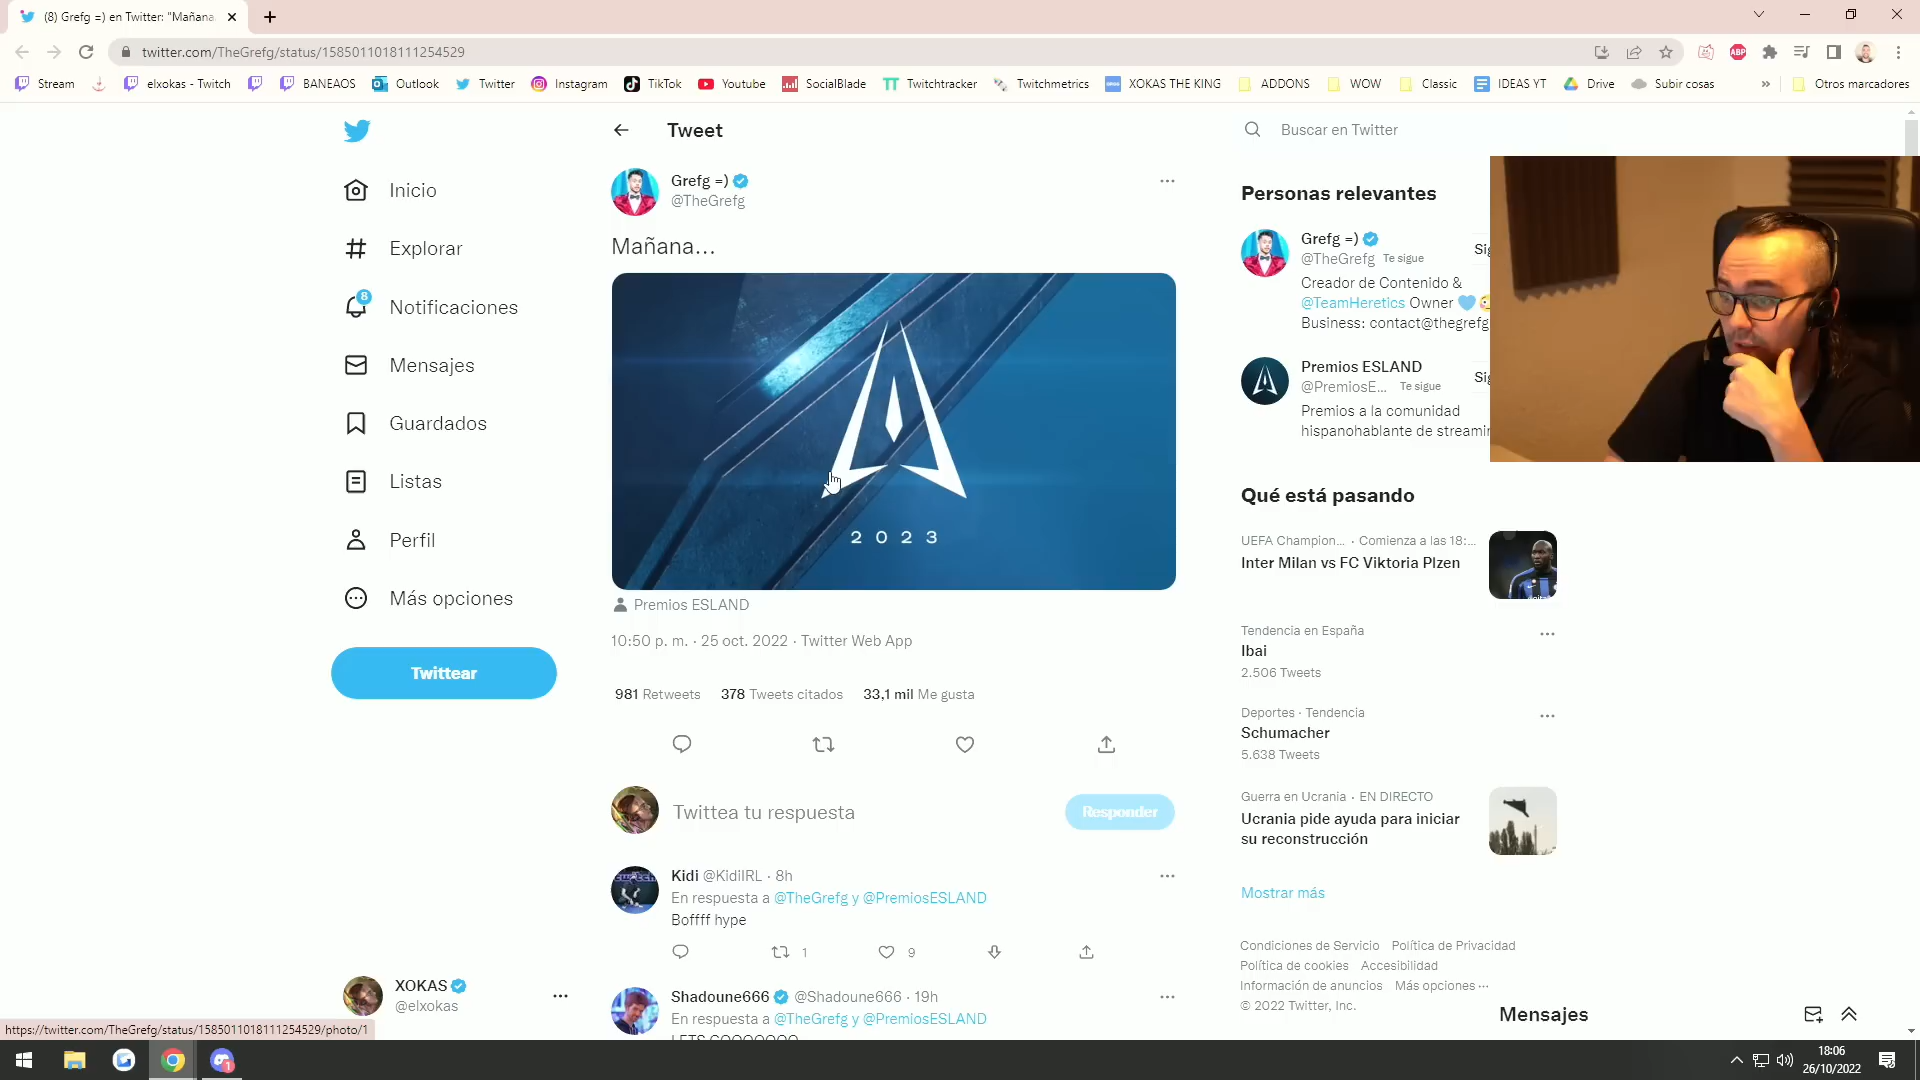 (8) Grefg =) en Twitter: "Mañana
twitter.com/TheGrefg/status/1585011018111254529
Stream
elxokas - Twitch
BANEAOS
Outlook
Twitter
Instagram
TikTok
Youtube
SocialBlade
Twitchtracker
Twitchmetrics
XOKAS THE KING
ADDONS
WOW
Classic
IDEAS YT
Drive
Subir cosas
»
Otros marcadores
ABP
Inicio
Explorar
8
Notificaciones
Mensajes
Guardados
Listas
Perfil
Más opciones
Twittear
XOKAS
@elxokas
Tweet
Grefg =)
@TheGrefg
Mañana...
2023
Premios ESLAND
10:50 p. m. · 25 oct. 2022 · Twitter Web App
981 Retweets 378 Tweets citados 33,1 mil Me gusta
Twittea tu respuesta
Responder
Kidi @KidiIRL · 8h
En respuesta a @TheGrefg y @PremiosESLAND
Boffff hype
1
9
Shadoune666 @Shadoune666 · 19h
En respuesta a @TheGrefg y @PremiosESLAND
Buscar en Twitter
Personas relevantes
Grefg =)
@TheGrefg Te sigue
Creador de Contenido &
@TeamHeretics Owner
Business: contact@thegrefg
Premios ESLAND
@PremiosE... Te sigue
Premios a la comunidad
hispanohablante de streamin
Qué está pasando
UEFA Champion... · Comienza a las 18:...
Inter Milan vs FC Viktoria Plzen
Tendencia en España
Ibai
2.506 Tweets
Deportes · Tendencia
Schumacher
5.638 Tweets
Guerra en Ucrania · EN DIRECTO
Ucrania pide ayuda para iniciar
su reconstrucción
Mostrar más
Condiciones de Servicio Política de Privacidad
Política de cookies Accesibilidad
Información de anuncios Más opciones ···
© 2022 Twitter, Inc.
Mensajes
https://twitter.com/TheGrefg/status/1585011018111254529/photo/1
1
18:06
26/10/2022